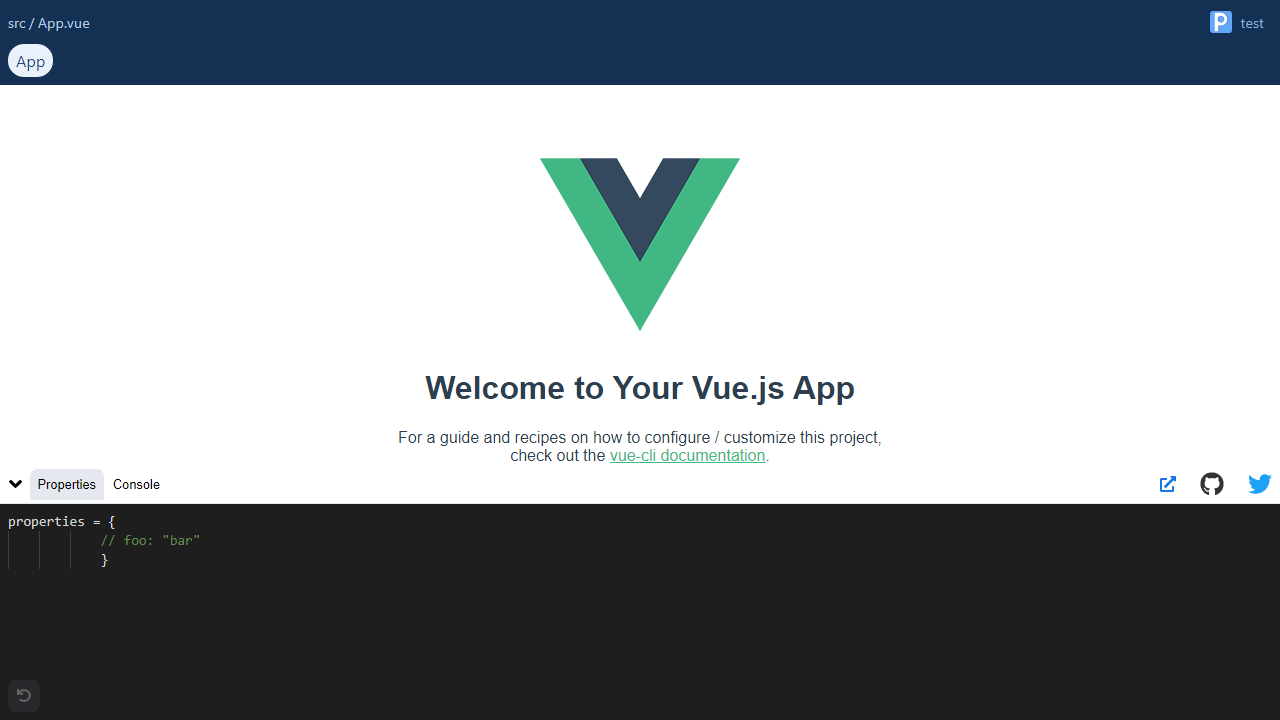 src / App.vue
P test
App
Welcome to Your Vue.js App
For a guide and recipes on how to configure / customize this project,
check out the vue-cli documentation.
Properties Console
properties = {
// foo: "bar"
}